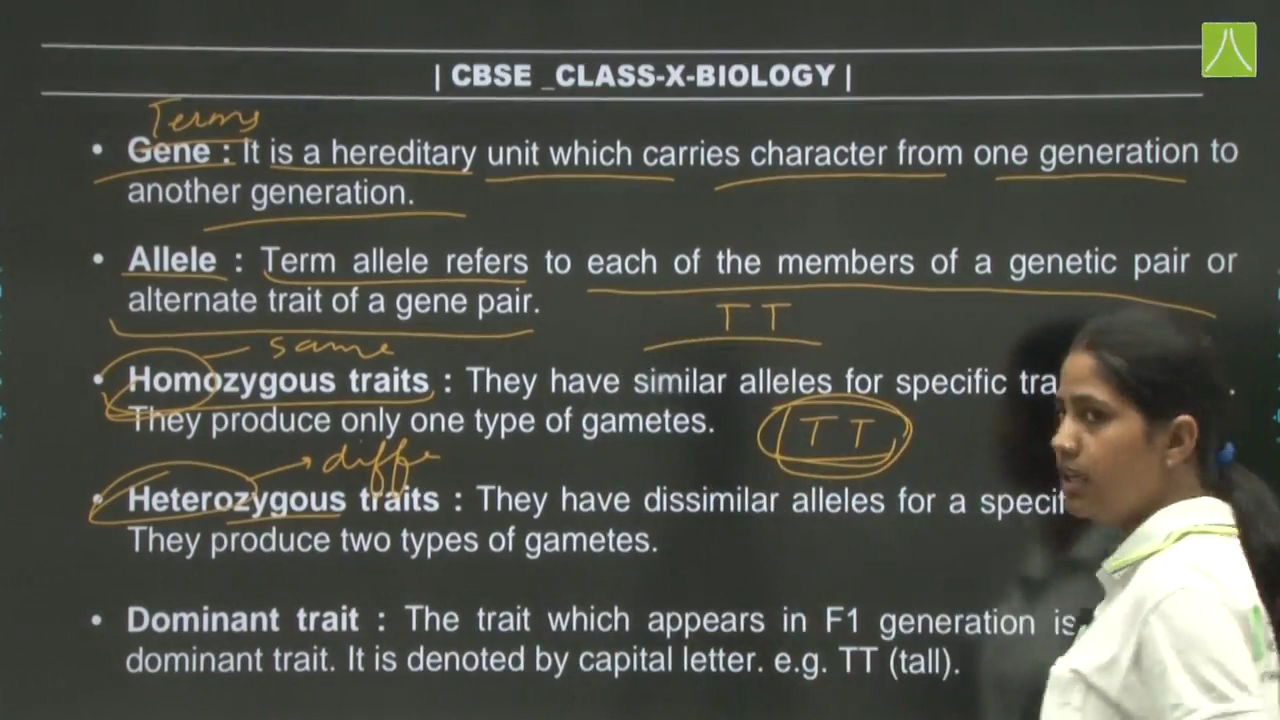 | CBSE _CLASS-X-BIOLOGY |
Terms
• Gene : It is a hereditary unit which carries character from one generation to
another generation.
• Allele : Term allele refers to each of the members of a genetic pair or
alternate trait of a gene pair.
T T
same
• Homozygous traits : They have similar alleles for specific tra .
They produce only one type of gametes.
T T
diffe
• Heterozygous traits : They have dissimilar alleles for a specif
They produce two types of gametes.
• Dominant trait : The trait which appears in F1 generation is
dominant trait. It is denoted by capital letter. e.g. TT (tall).